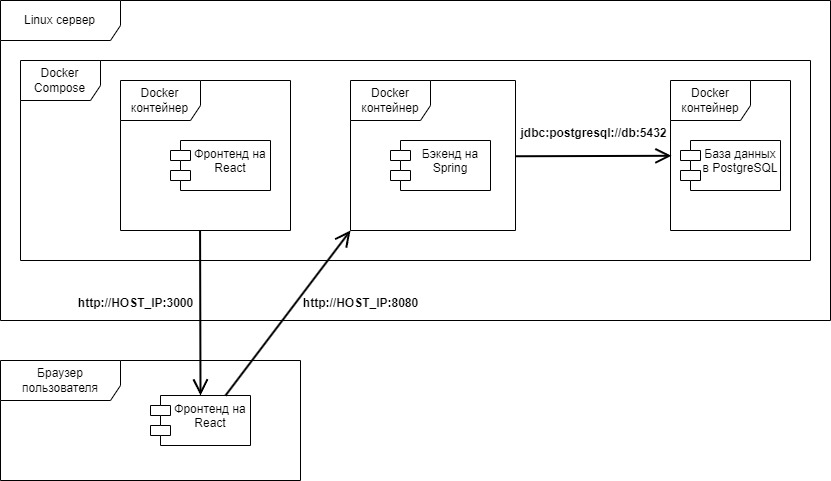 Linux сервер
Docker
Compose
Docker
контейнер
Фронтенд на
React
Docker
контейнер
Бэкенд на
Spring
jdbc:postgresql://db:5432
Docker
контейнер
База данных
в PostgreSQL
http://HOST_IP:3000
http://HOST_IP:8080
Браузер
пользователя
Фронтенд на
React